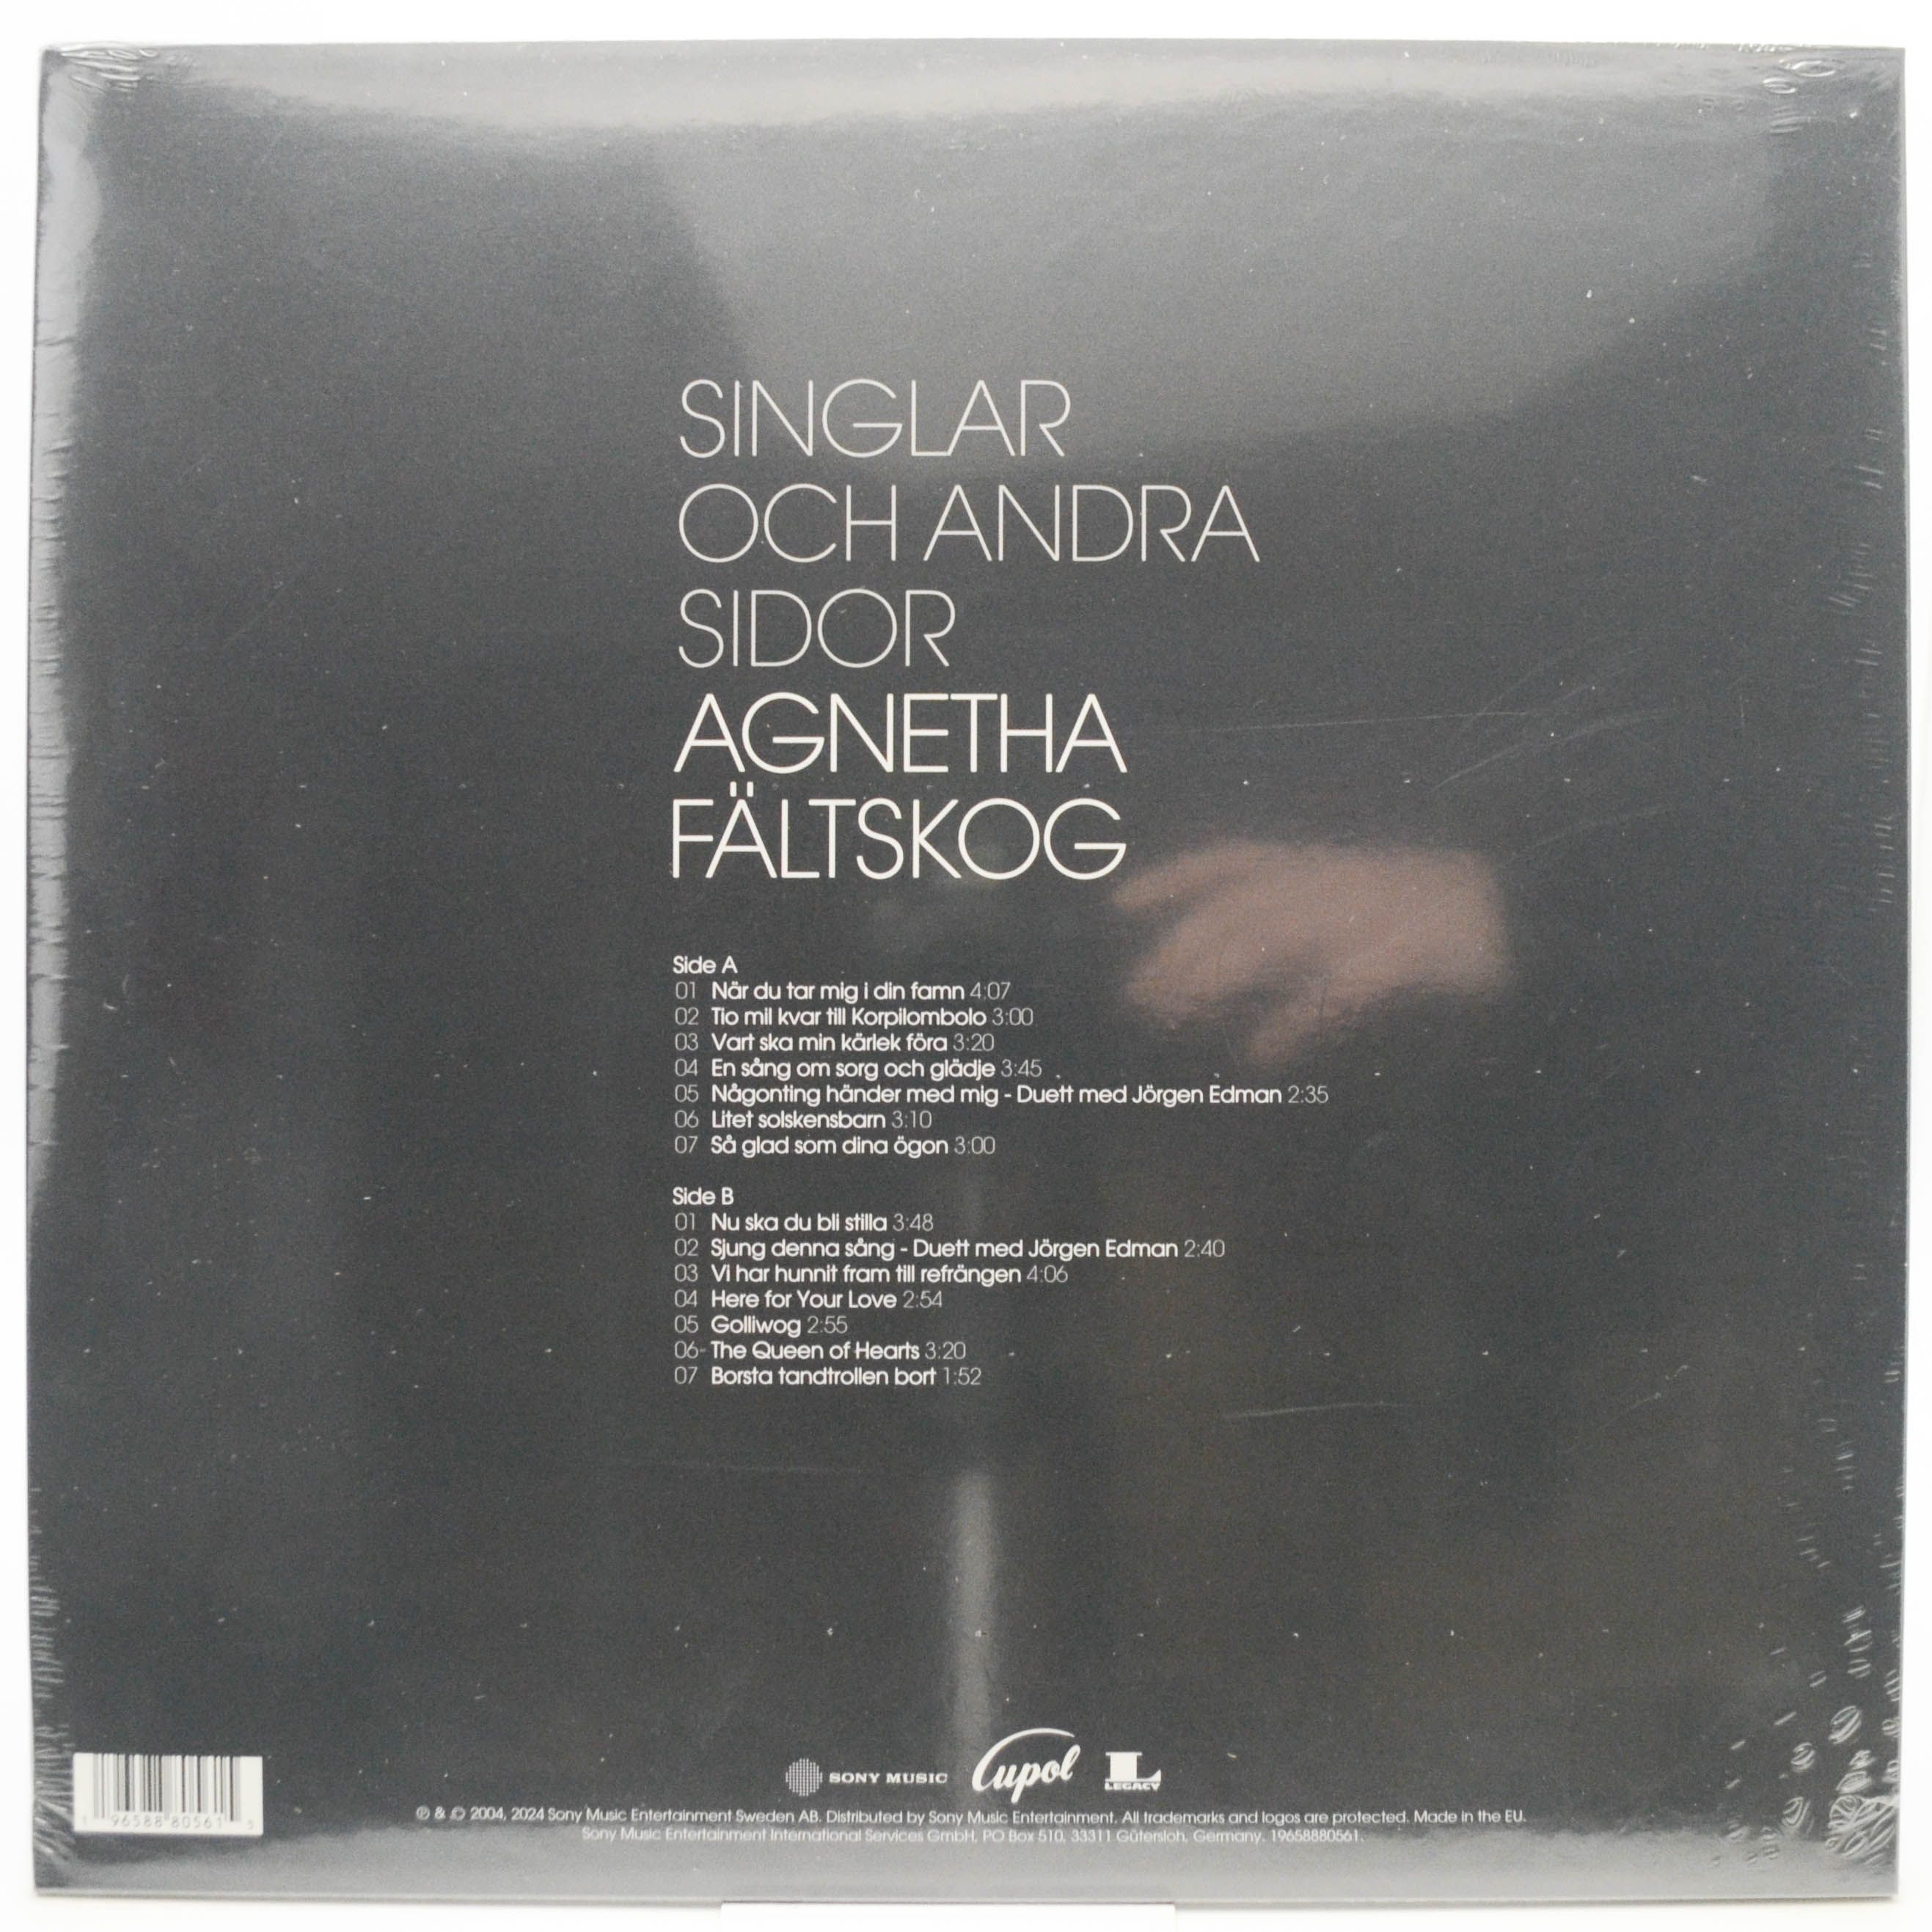 SINGLAR
OCH ANDRA
SIDOR
AGNETHA
FÄLTSKOG
Side A
01 När du tar mig i din famn 4:07
02 Tio mil kvar till Korpilombolo 3:00
03 Vart ska min kärlek föra 3:20
04 En sång om sorg och glädje 3:45
05 Någonting händer med mig - Duett med Jörgen Edman 2:35
06 Litet solskensbarn 3:10
07 Så glad som dina ögon 3:00
Side B
01 Nu ska du bli stilla 3:48
02 Sjung denna sång - Duett med Jörgen Edman 2:40
03 Vi har hunnit fram till refrängen 4:06
04 Here for Your Love 2:54
05 Golliwog 2:55
06 The Queen of Hearts 3:20
07 Borsta tandtrollen bort 1:52
SONY MUSIC Cupol L LEGACY
1 96588 80561 5
℗ & © 2004, 2024 Sony Music Entertainment Sweden AB. Distributed by Sony Music Entertainment. All trademarks and logos are protected. Made in the EU.
Sony Music Entertainment International Services GmbH, PO Box 510, 33311 Gütersloh, Germany. 19658880561.